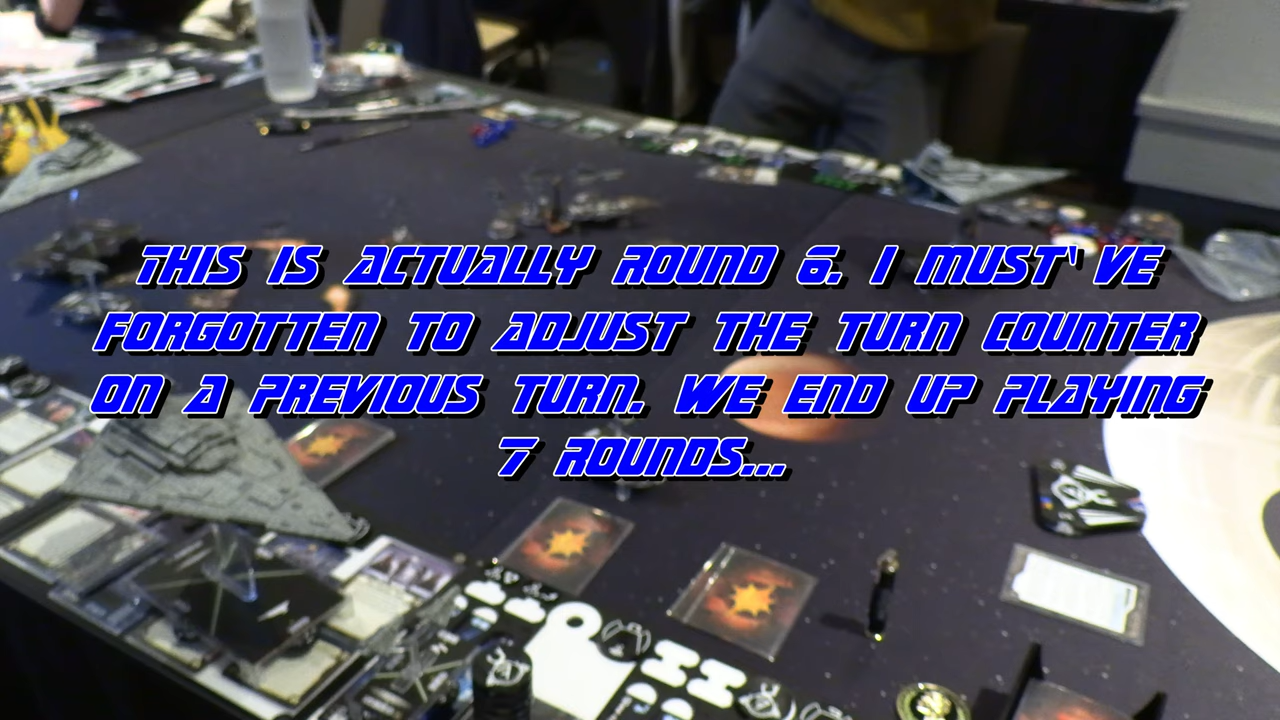 THIS IS ACTUALLY ROUND 6. I MUST'VE
FORGOTTEN TO ADJUST THE TURN COUNTER
ON A PREVIOUS TURN. WE END UP PLAYING
7 ROUNDS...